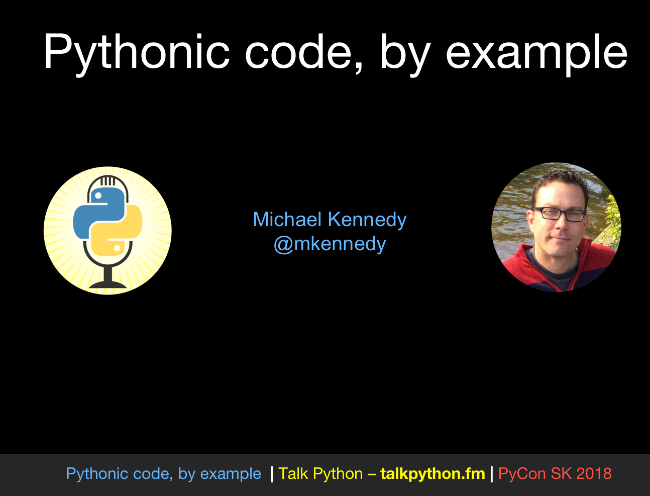 Pythonic code, by example
Michael Kennedy
@mkennedy
Pythonic code, by example | Talk Python – talkpython.fm | PyCon SK 2018